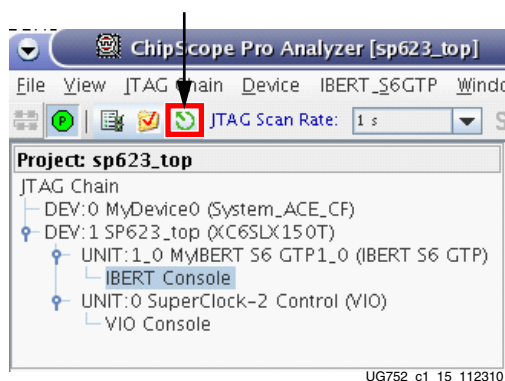 ChipScope Pro Analyzer [sp623_top]
File View JTAG Chain Device IBERT_S6GTP
JTAG Scan Rate: 1 s
Project: sp623_top
JTAG Chain
DEV:0 MyDevice0 (System_ACE_CF)
DEV:1 SP623_top (XC6SLX150T)
UNIT:1_0 MyIBERT S6 GTP1_0 (IBERT S6 GTP)
IBERT Console
UNIT:0 SuperClock-2 Control (VIO)
VIO Console
UG752_c1_15_112310